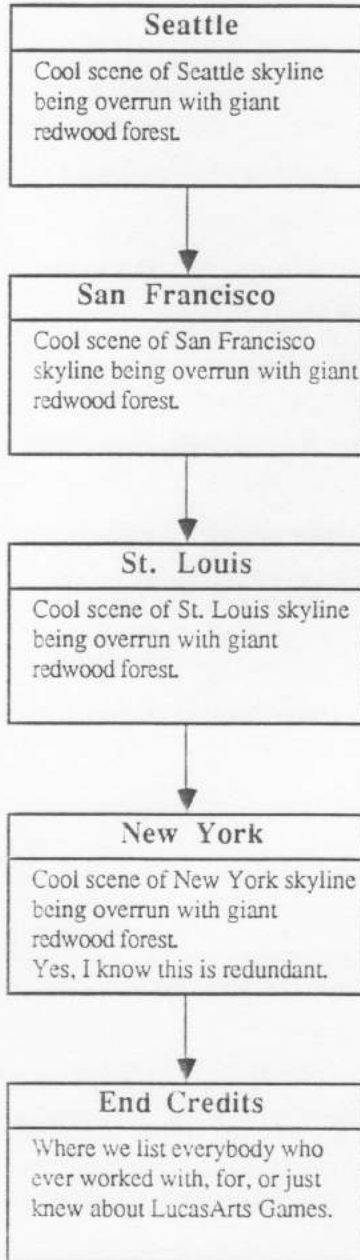 Seattle
Cool scene of Seattle skyline
being overrun with giant
redwood forest.
San Francisco
Cool scene of San Francisco
skyline being overrun with giant
redwood forest.
St. Louis
Cool scene of St. Louis skyline
being overrun with giant
redwood forest.
New York
Cool scene of New York skyline
being overrun with giant
redwood forest.
Yes, I know this is redundant.
End Credits
Where we list everybody who
ever worked with, for, or just
knew about LucasArts Games.